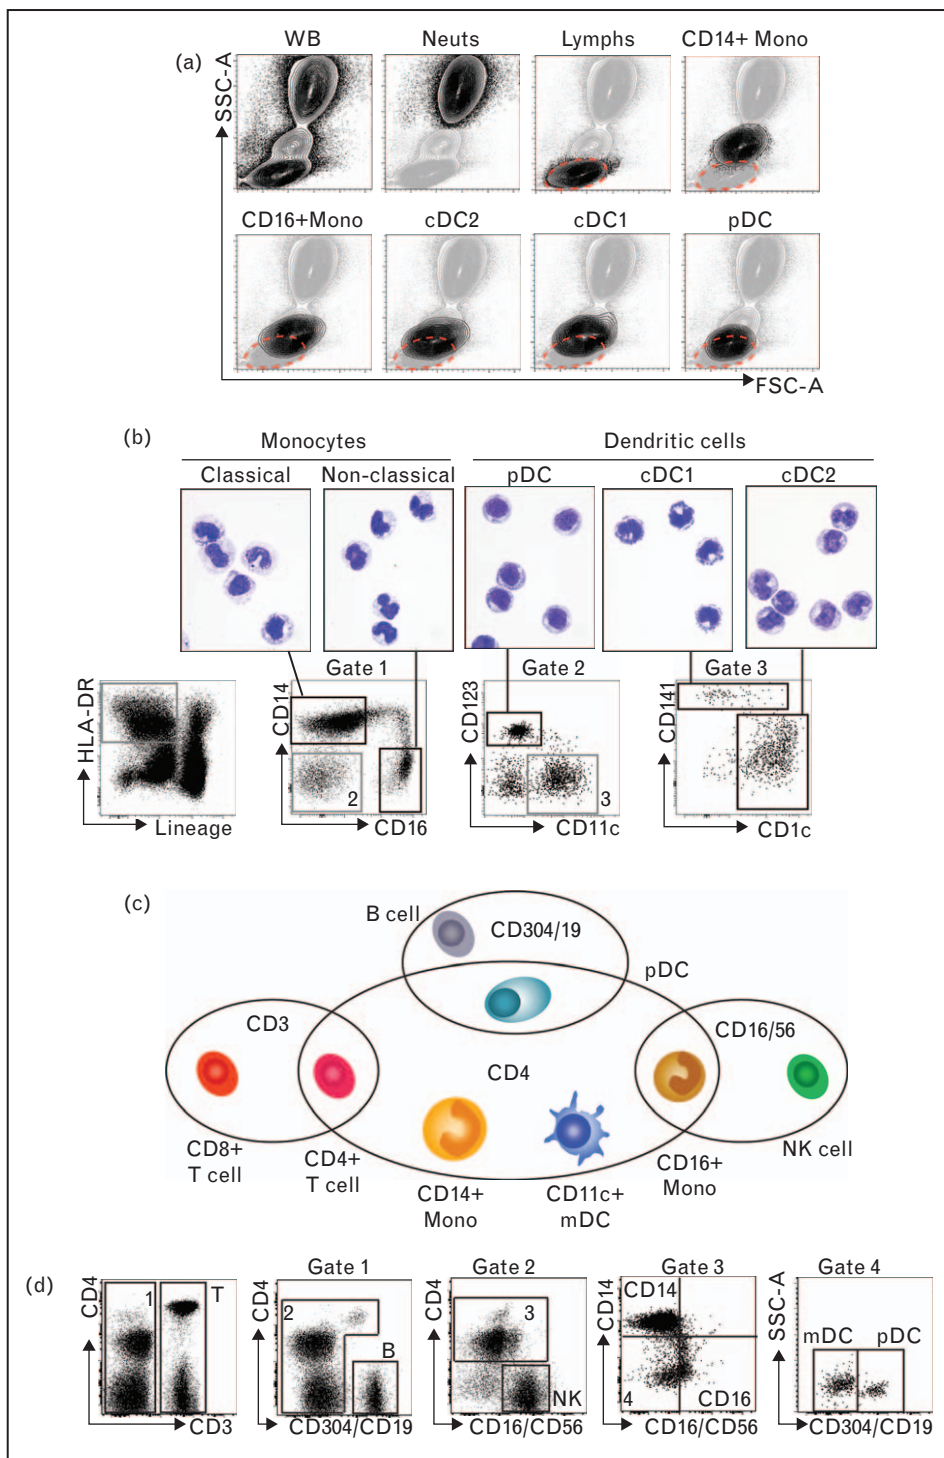 (a)
WB
Neuts
Lymphs
CD14+ Mono
SSC-A
CD16+Mono
cDC2
cDC1
pDC
FSC-A
(b)
Monocytes
Dendritic cells
Classical
Non-classical
pDC
cDC1
cDC2
Gate 1
Gate 2
Gate 3
HLA-DR
Lineage
CD14
2
CD16
CD123
3
CD11c
CD141
CD1c
(c)
B cell
CD304/19
pDC
CD3
CD16/56
CD4
CD8+
T cell
CD4+
T cell
CD14+
Mono
CD11c+
mDC
CD16+
Mono
NK cell
(d)
Gate 1
Gate 2
Gate 3
Gate 4
CD4
1
T
CD3
CD4
2
B
CD304/CD19
CD4
3
NK
CD16/CD56
CD14
CD14
4
CD16
CD16/CD56
SSC-A
mDC
pDC
CD304/CD19